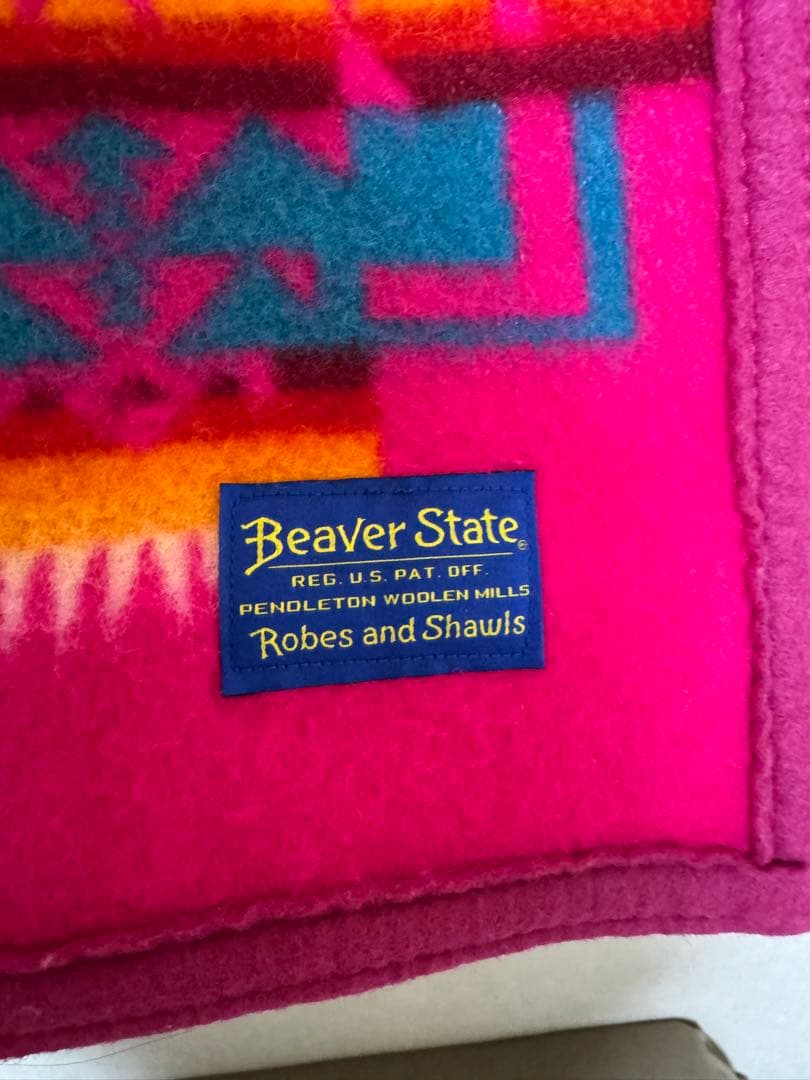 Beaver State®
REG. U.S. PAT. OFF.
PENDLETON WOOLEN MILLS
Robes and Shawls